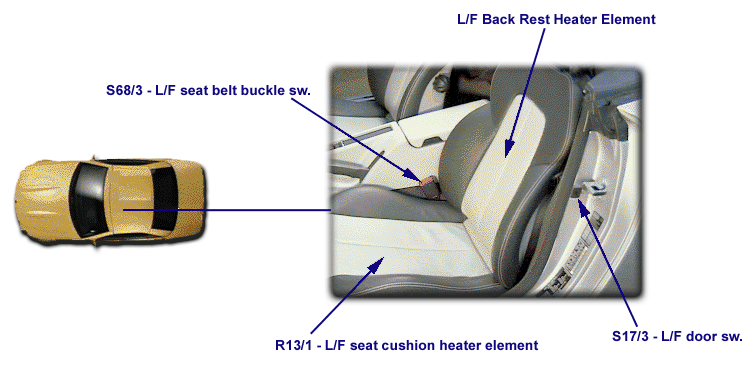 L/F Back Rest Heater Element
S68/3 - L/F seat belt buckle sw.
R13/1 - L/F seat cushion heater element
S17/3 - L/F door sw.